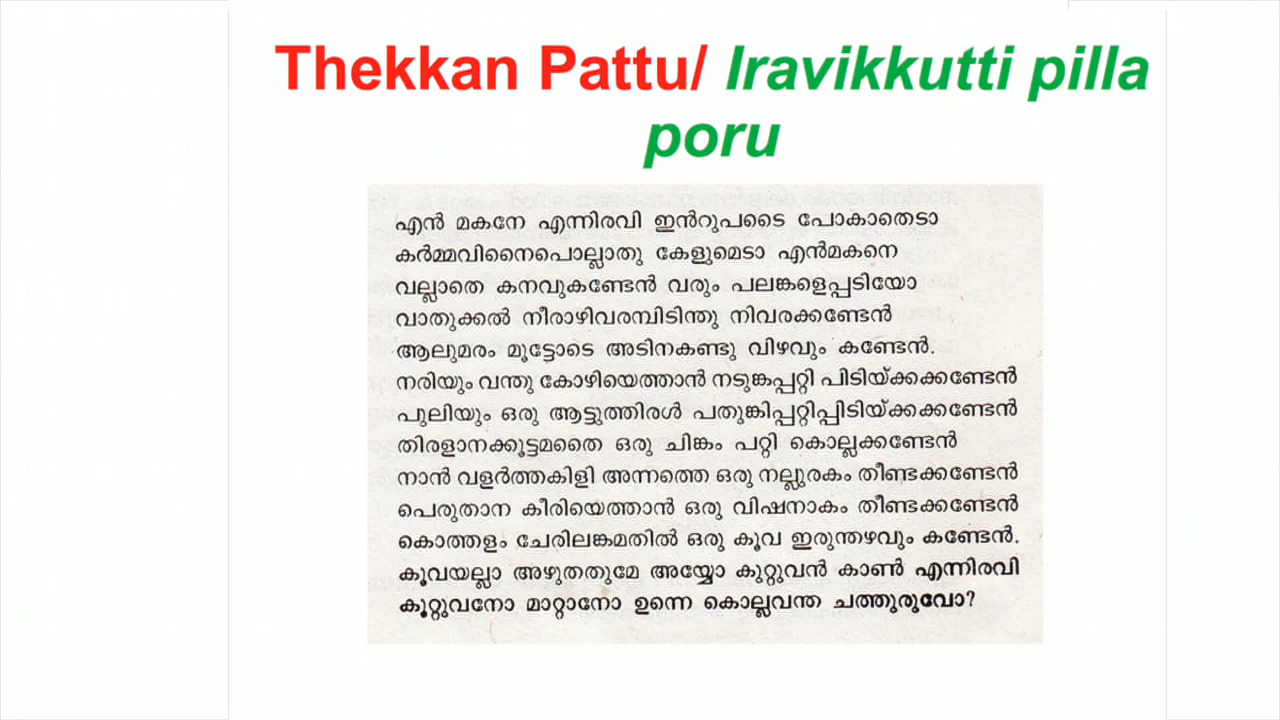 Thekkan Pattu/ Iravikkutti pilla
poru
എൻ മകനേ എന്നിരവി ഇൻറുപടൈ പോകാതെടാ
കർമ്മവിനൈപൊല്ലാതു കേളുമെടാ എൻമകനെ
വല്ലാതെ കനവുകണ്ടേൻ വരും പലങ്കളെപ്പടിയോ
വാതുക്കൽ നീരാഴിവരമ്പിടിന്തു നിവരക്കണ്ടേൻ
ആലുമരം മൂട്ടോടെ അടിനകണ്ടു വിഴവും കണ്ടേൻ.
നരിയും വന്തു കോഴിയെത്താൻ നടുങ്കപ്പറ്റി പിടിയ്ക്കക്കണ്ടേൻ
പുലിയും ഒരു ആട്ടുത്തിരൾ പതുങ്കിപ്പറ്റിപ്പിടിയ്ക്കക്കണ്ടേൻ
തിരളാനക്കൂട്ടമതൈ ഒരു ചിങ്കം പറ്റി കൊല്ലക്കണ്ടേൻ
നാൻ വളർത്തകിളി അന്നത്തെ ഒരു നല്ലുരകം തീണ്ടക്കണ്ടേൻ
പെരുതാന കീരിയെത്താൻ ഒരു വിഷനാകം തീണ്ടക്കണ്ടേൻ
കൊത്തളം ചേരിലങ്കമതിൽ ഒരു കൂവ ഇരുന്തഴവും കണ്ടേൻ.
കൂവയല്ലാ അഴുതതുമേ അയ്യോ കുറ്റുവൻ കാൺ എന്നിരവി
കൂറ്റുവനോ മാറ്റാനോ ഉന്നെ കൊല്ലവന്ത ചത്തുരുവോ?